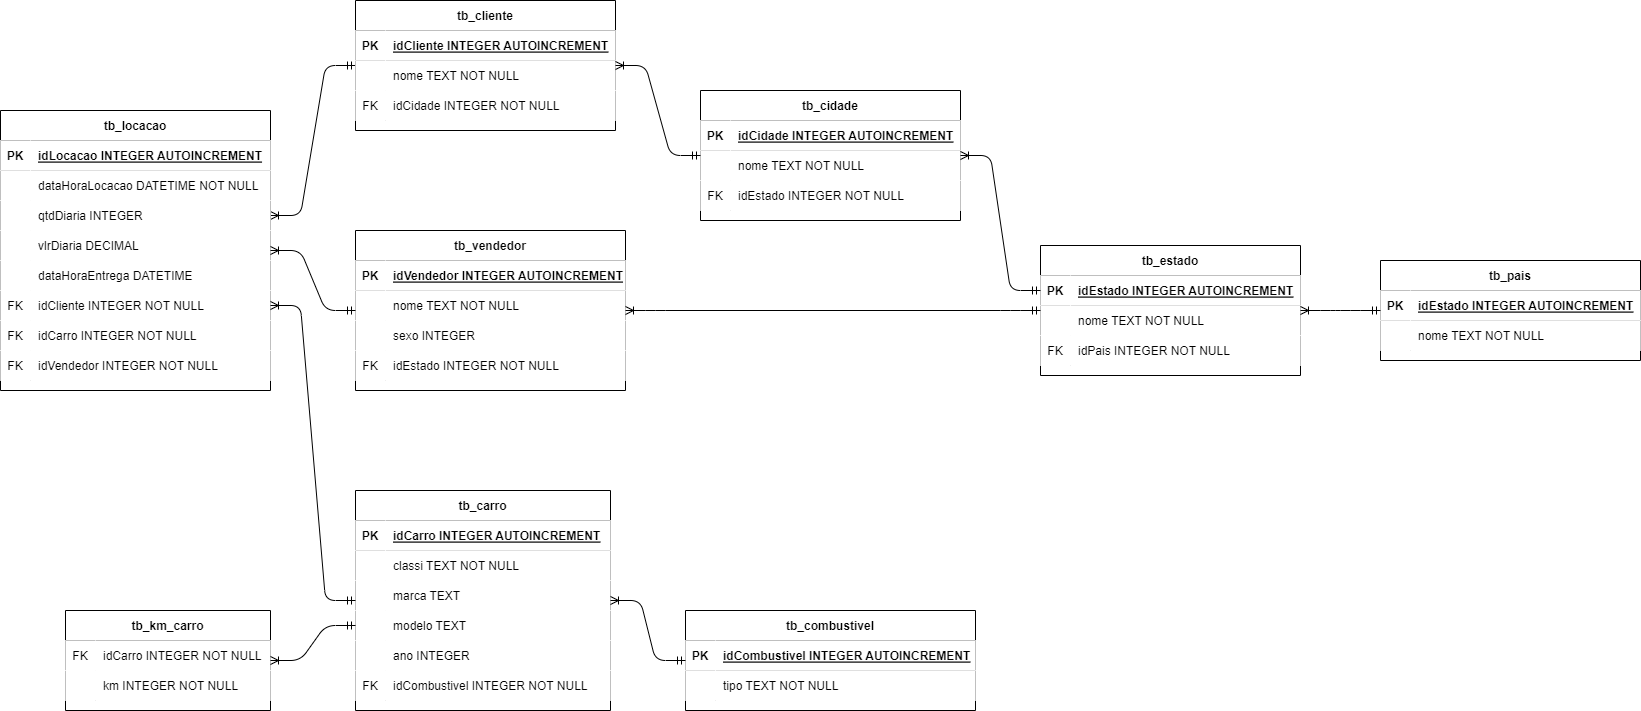 tb_cliente
PK idCliente INTEGER AUTOINCREMENT
nome TEXT NOT NULL
FK idCidade INTEGER NOT NULL
tb_cidade
PK idCidade INTEGER AUTOINCREMENT
nome TEXT NOT NULL
FK idEstado INTEGER NOT NULL
tb_locacao
PK idLocacao INTEGER AUTOINCREMENT
dataHoraLocacao DATETIME NOT NULL
qtdDiaria INTEGER
vlrDiaria DECIMAL
dataHoraEntrega DATETIME
FK idCliente INTEGER NOT NULL
FK idCarro INTEGER NOT NULL
FK idVendedor INTEGER NOT NULL
tb_vendedor
PK idVendedor INTEGER AUTOINCREMENT
nome TEXT NOT NULL
sexo INTEGER
FK idEstado INTEGER NOT NULL
tb_estado
PK idEstado INTEGER AUTOINCREMENT
nome TEXT NOT NULL
FK idPais INTEGER NOT NULL
tb_pais
PK idEstado INTEGER AUTOINCREMENT
nome TEXT NOT NULL
tb_carro
PK idCarro INTEGER AUTOINCREMENT
classi TEXT NOT NULL
marca TEXT
modelo TEXT
ano INTEGER
FK idCombustivel INTEGER NOT NULL
tb_km_carro
FK idCarro INTEGER NOT NULL
km INTEGER NOT NULL
tb_combustivel
PK idCombustivel INTEGER AUTOINCREMENT
tipo TEXT NOT NULL